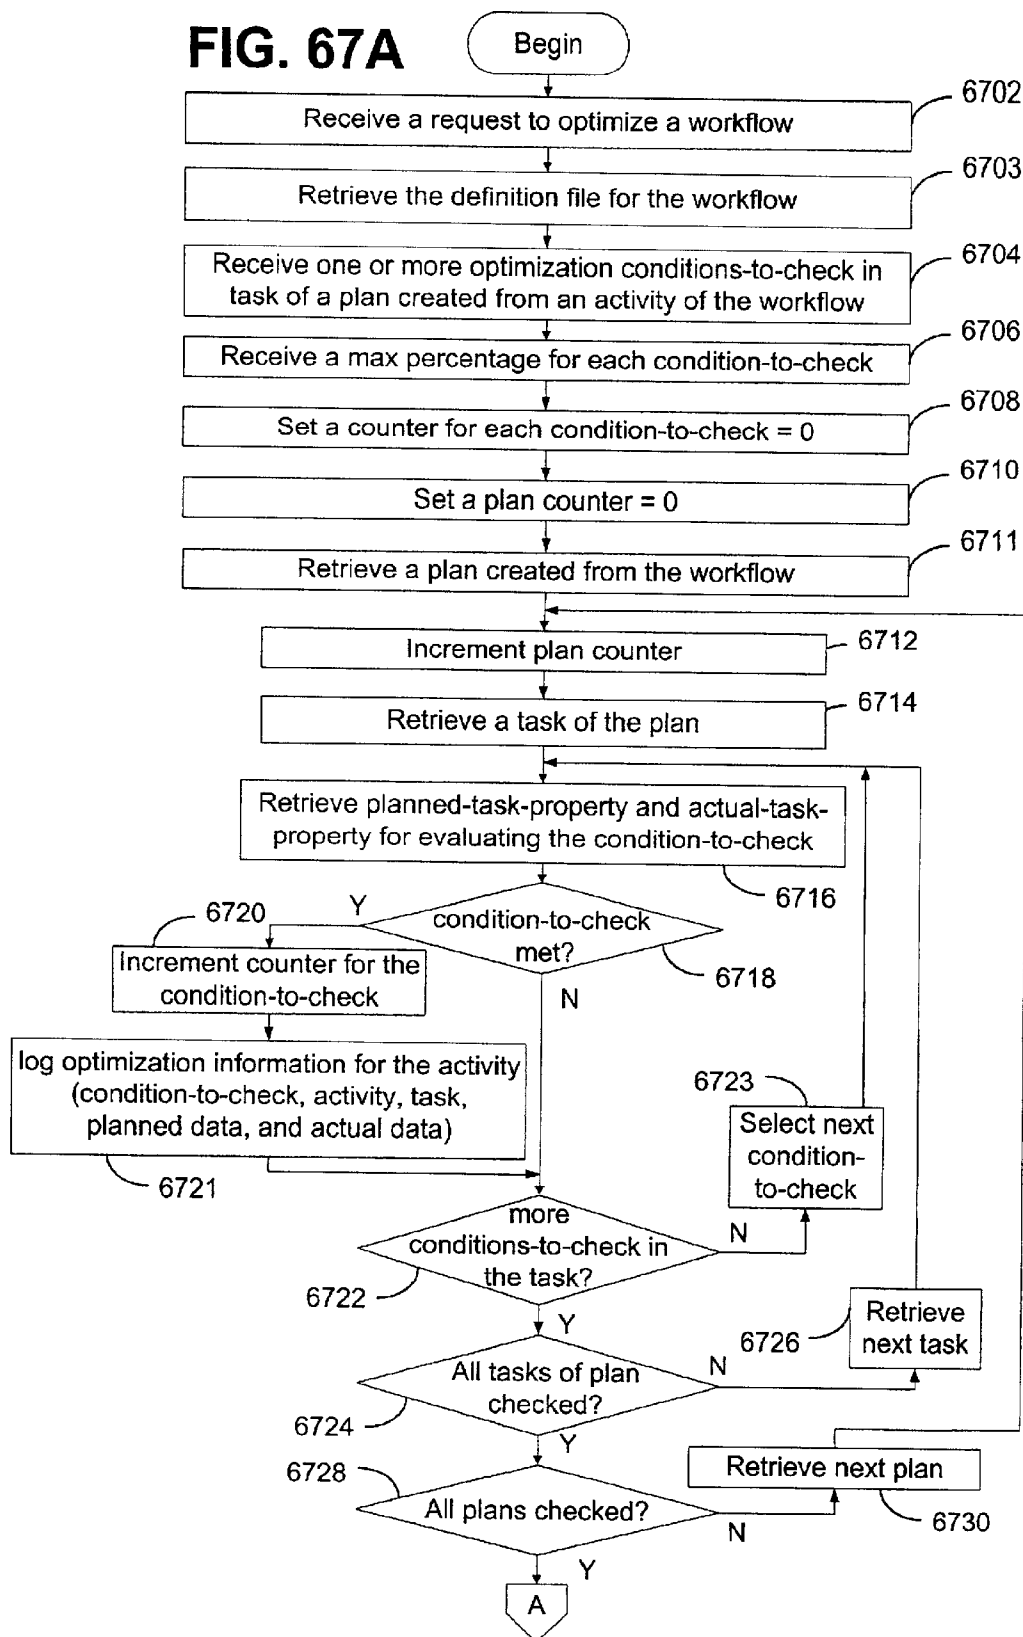 FIG. 67A
Begin
6702
Receive a request to optimize a workflow
6703
Retrieve the definition file for the workflow
6704
Receive one or more optimization conditions-to-check in
task of a plan created from an activity of the workflow
6706
Receive a max percentage for each condition-to-check
6708
Set a counter for each condition-to-check = 0
6710
Set a plan counter = 0
6711
Retrieve a plan created from the workflow
6712
Increment plan counter
6714
Retrieve a task of the plan
Retrieve planned-task-property and actual-task-
property for evaluating the condition-to-check
6716
Y
6720
condition-to-check
met?
6718
Increment counter for the
condition-to-check
N
log optimization information for the activity
(condition-to-check, activity, task,
planned data, and actual data)
6721
6723
Select next
condition-
to-check
more
conditions-to-check in
the task?
N
6722
Y
6726
Retrieve
next task
All tasks of plan
checked?
N
6724
Y
6728
Retrieve next plan
All plans checked?
N
6730
Y
A